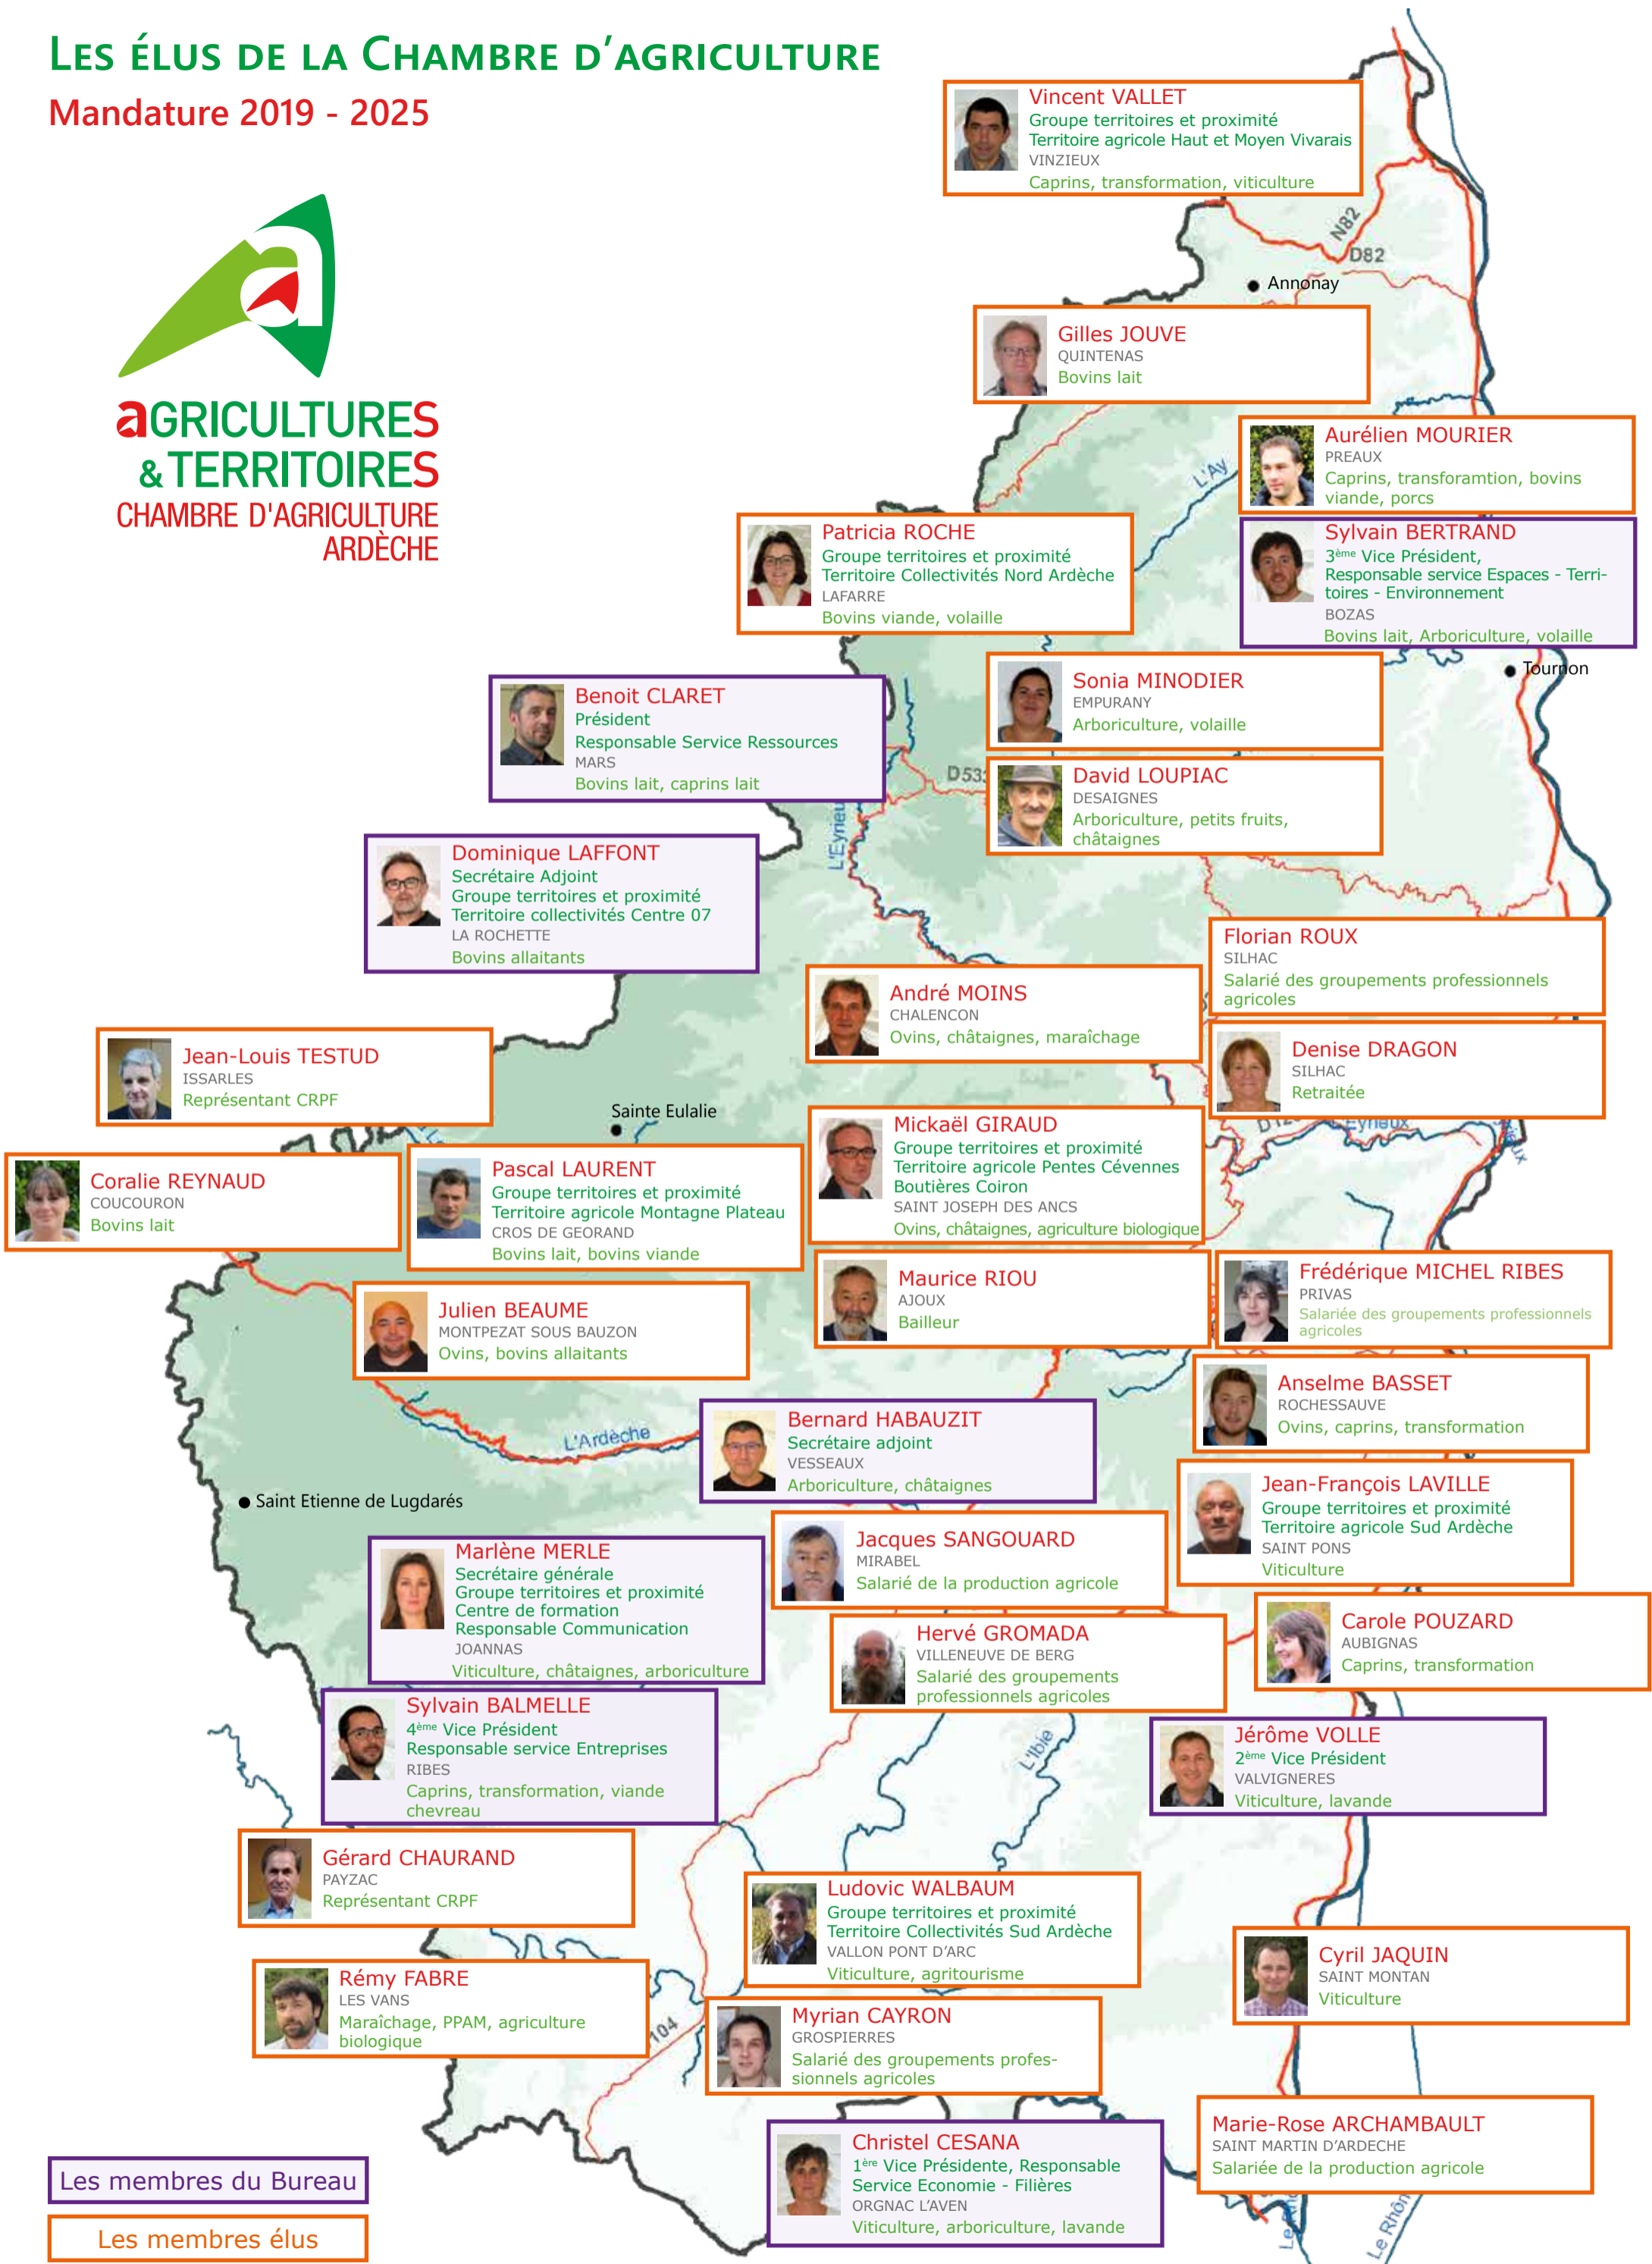 LES ÉLUS DE LA CHAMBRE D'AGRICULTURE
Mandature 2019 - 2025
aGRICULTURES
& TERRITOIRES
CHAMBRE D'AGRICULTURE
ARDÈCHE
Vincent VALLET
Groupe territoires et proximité
Territoire agricole Haut et Moyen Vivarais
VINZIEUX
Caprins, transformation, viticulture
N82
D82
Annonay
Gilles JOUVE
QUINTENAS
Bovins lait
Aurélien MOURIER
PREAUX
Caprins, transforamtion, bovins
viande, porcs
L'Ay
Patricia ROCHE
Groupe territoires et proximité
Territoire Collectivités Nord Ardèche
LAFARRE
Bovins viande, volaille
Sylvain BERTRAND
3ème Vice Président,
Responsable service Espaces - Terri-
toires - Environnement
BOZAS
Bovins lait, Arboriculture, volaille
Tournon
Benoit CLARET
Président
Responsable Service Ressources
MARS
Bovins lait, caprins lait
Sonia MINODIER
EMPURANY
Arboriculture, volaille
D53
David LOUPIAC
DESAIGNES
Arboriculture, petits fruits,
châtaignes
L'Eyrieu
Dominique LAFFONT
Secrétaire Adjoint
Groupe territoires et proximité
Territoire collectivités Centre 07
LA ROCHETTE
Bovins allaitants
Florian ROUX
SILHAC
Salarié des groupements professionnels
agricoles
André MOINS
CHALENCON
Ovins, châtaignes, maraîchage
Jean-Louis TESTUD
ISSARLES
Représentant CRPF
Denise DRAGON
SILHAC
Retraitée
Sainte Eulalie
Eyrieux
Mickaël GIRAUD
Groupe territoires et proximité
Territoire agricole Pentes Cévennes
Boutières Coiron
SAINT JOSEPH DES ANCS
Ovins, châtaignes, agriculture biologique
Coralie REYNAUD
COUCOURON
Bovins lait
Pascal LAURENT
Groupe territoires et proximité
Territoire agricole Montagne Plateau
CROS DE GEORAND
Bovins lait, bovins viande
Maurice RIOU
AJOUX
Bailleur
Frédérique MICHEL RIBES
PRIVAS
Salariée des groupements professionnels
agricoles
Julien BEAUME
MONTPEZAT SOUS BAUZON
Ovins, bovins allaitants
Anselme BASSET
ROCHESSAUVE
Ovins, caprins, transformation
L'Ardèche
Bernard HABAUZIT
Secrétaire adjoint
VESSEAUX
Arboriculture, châtaignes
Jean-François LAVILLE
Groupe territoires et proximité
Territoire agricole Sud Ardèche
SAINT PONS
Viticulture
Saint Etienne de Lugdarés
Jacques SANGOUARD
MIRABEL
Salarié de la production agricole
Marlène MERLE
Secrétaire générale
Groupe territoires et proximité
Centre de formation
Responsable Communication
JOANNAS
Viticulture, châtaignes, arboriculture
Carole POUZARD
AUBIGNAS
Caprins, transformation
Hervé GROMADA
VILLENEUVE DE BERG
Salarié des groupements
professionnels agricoles
Sylvain BALMELLE
4ème Vice Président
Responsable service Entreprises
RIBES
Caprins, transformation, viande
chevreau
L'Ibie
Jérôme VOLLE
2ème Vice Président
VALVIGNERES
Viticulture, lavande
Gérard CHAURAND
PAYZAC
Représentant CRPF
Ludovic WALBAUM
Groupe territoires et proximité
Territoire Collectivités Sud Ardèche
VALLON PONT D'ARC
Viticulture, agritourisme
Cyril JAQUIN
SAINT MONTAN
Viticulture
Rémy FABRE
LES VANS
Maraîchage, PPAM, agriculture
biologique
104
Myrian CAYRON
GROSPIERRES
Salarié des groupements profes-
sionnels agricoles
Marie-Rose ARCHAMBAULT
SAINT MARTIN D'ARDECHE
Salariée de la production agricole
Christel CESANA
1ère Vice Présidente, Responsable
Service Economie - Filières
ORGNAC L'AVEN
Viticulture, arboriculture, lavande
Le Rhôn
Les membres du Bureau
Les membres élus